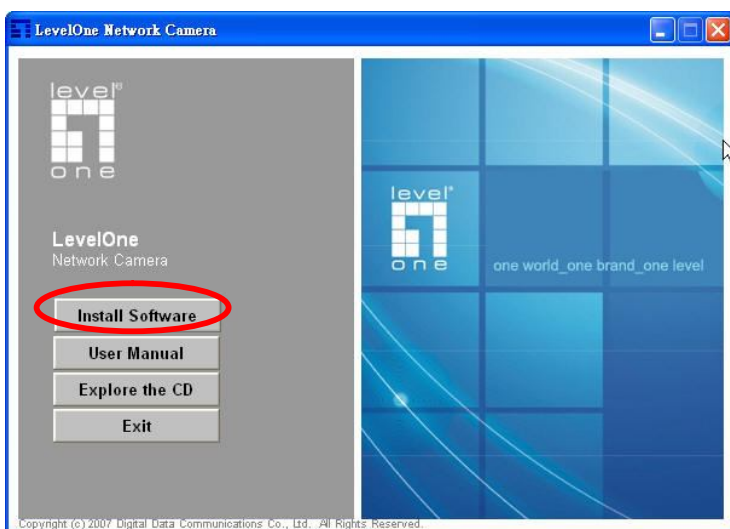 LevelOne Network Camera
level®
one
LevelOne
Network Camera
Install Software
User Manual
Explore the CD
Exit
level®
one
one world_one brand_one level
Copyright (c) 2007 Digital Data Communications Co., Ltd. All Rights Reserved.